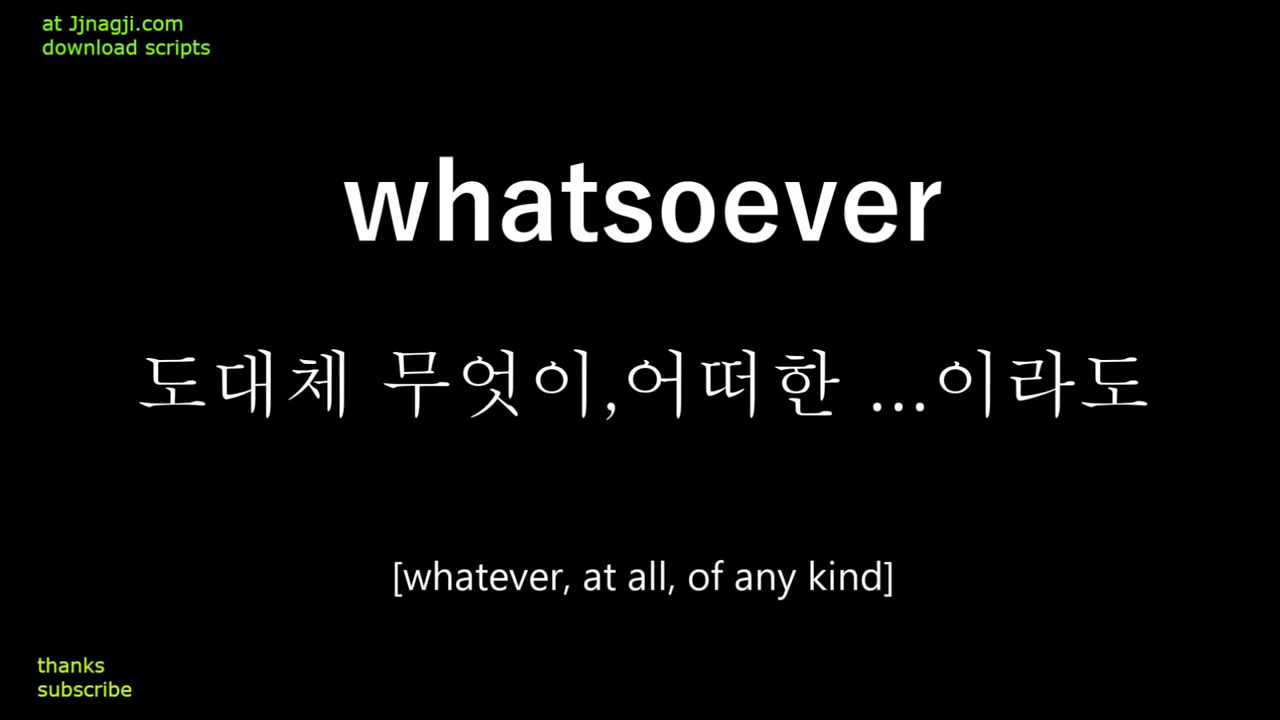 at Jjnagji.com
download scripts
whatsoever
도대체 무엇이,어떠한 ...이라도
[whatever, at all, of any kind]
thanks
subscribe